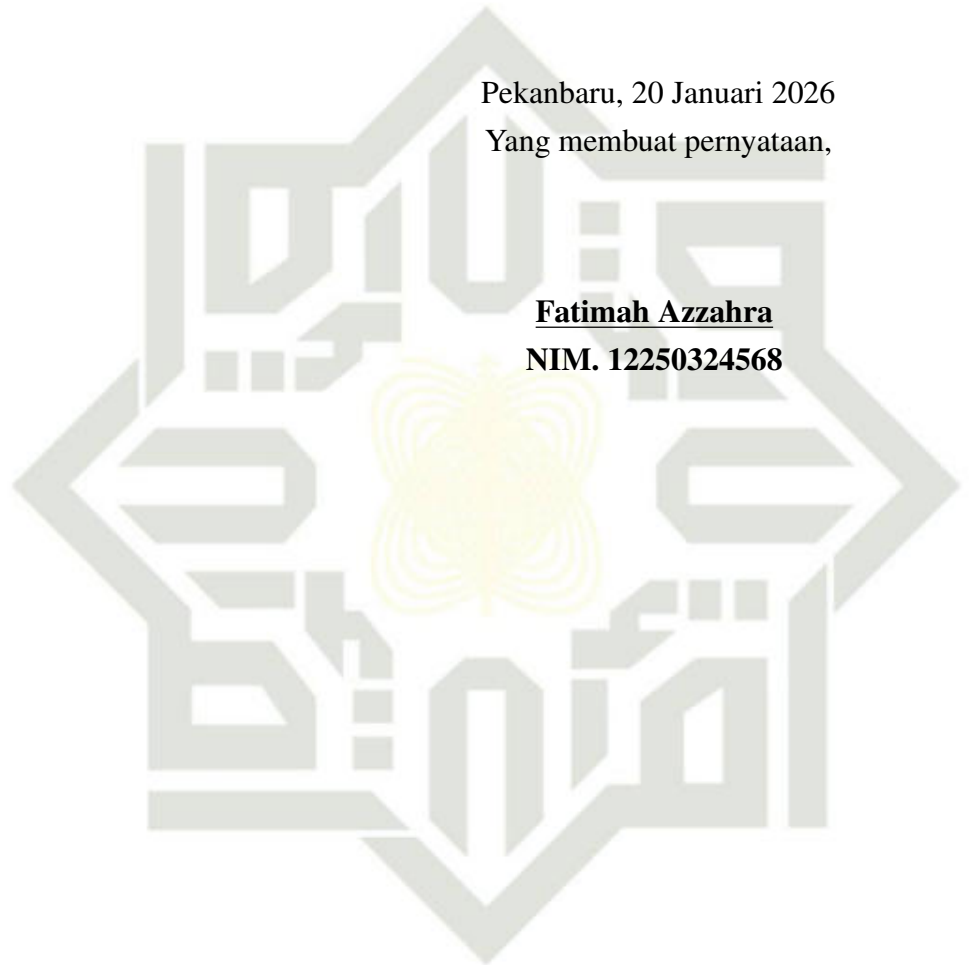 Pekanbaru, 20 Januari 2026
Yang membuat pernyataan,
Fatimah Azzahra
NIM. 12250324568